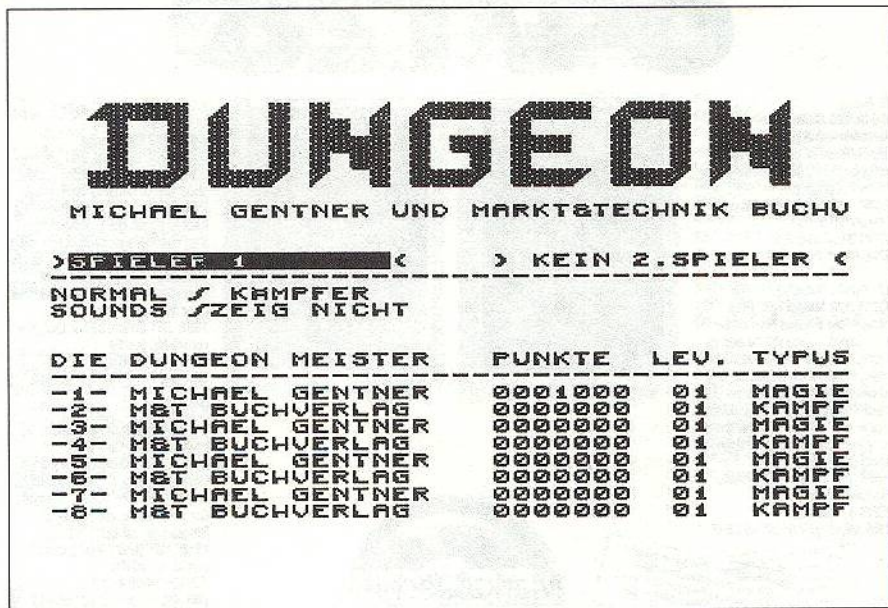 DUNGEON
MICHAEL GENTNER UND MARKT&TECHNIK BUCHV
>SPIELER 1 < > KEIN 2.SPIELER <
NORMAL / KÄMPFER
SOUNDS /ZEIG NICHT
DIE DUNGEON MEISTER PUNKTE LEV. TYPUS
-1- MICHAEL GENTNER 0001000 01 MAGIE
-2- M&T BUCHVERLAG 0000000 01 KAMPF
-3- MICHAEL GENTNER 0000000 01 MAGIE
-4- M&T BUCHVERLAG 0000000 01 KAMPF
-5- MICHAEL GENTNER 0000000 01 MAGIE
-6- M&T BUCHVERLAG 0000000 01 KAMPF
-7- MICHAEL GENTNER 0000000 01 MAGIE
-8- M&T BUCHVERLAG 0000000 01 KAMPF